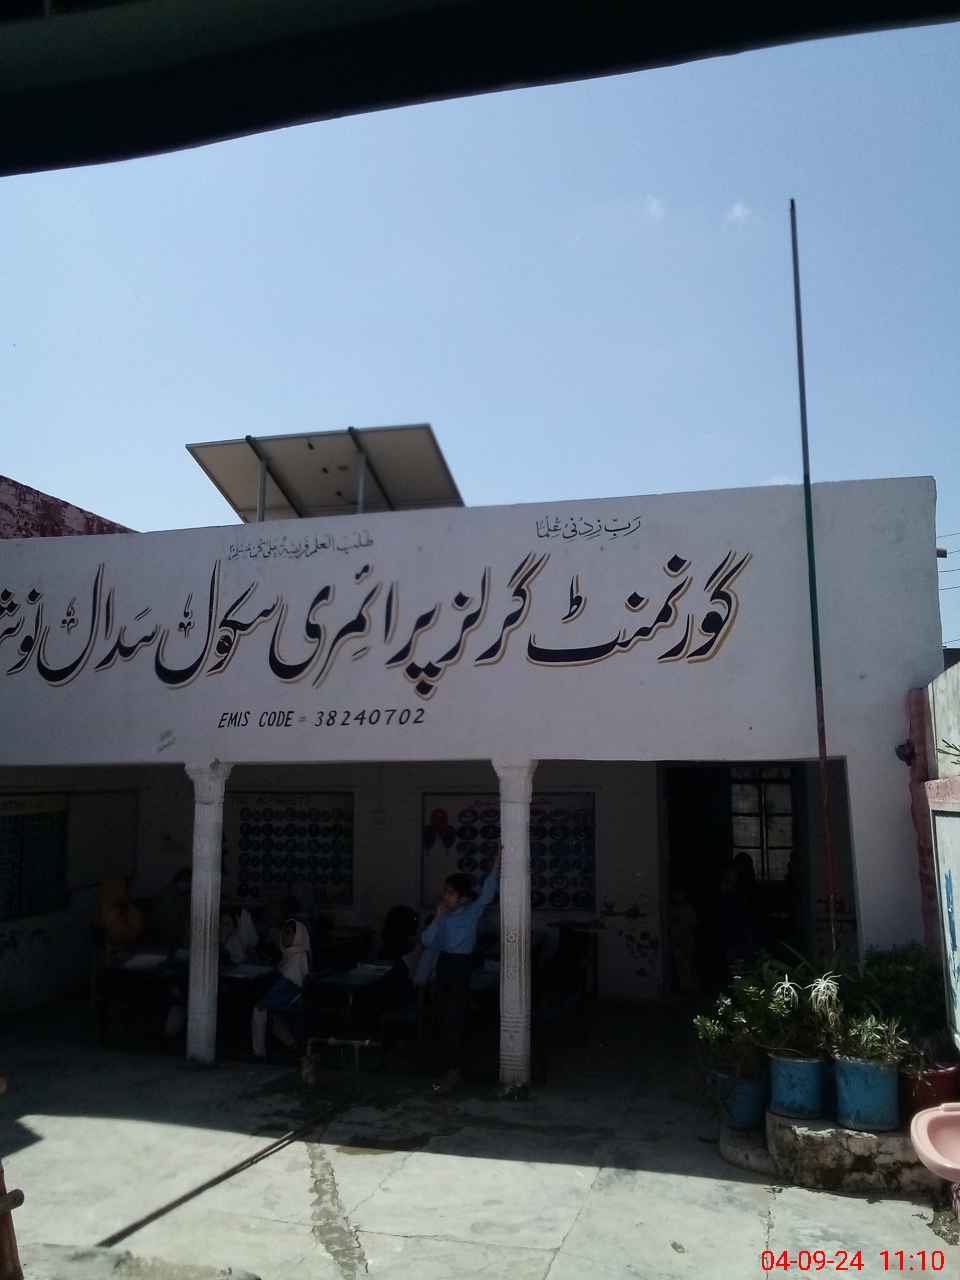 رَبِّ زِدْنِیْ عِلْمًا
طلب العلم فریضۃ علیٰ کل مسلم
گورنمنٹ گرلز پرائمری سکول سدال نوشہ
EMIS CODE = 38240702
04-09-24 11:10